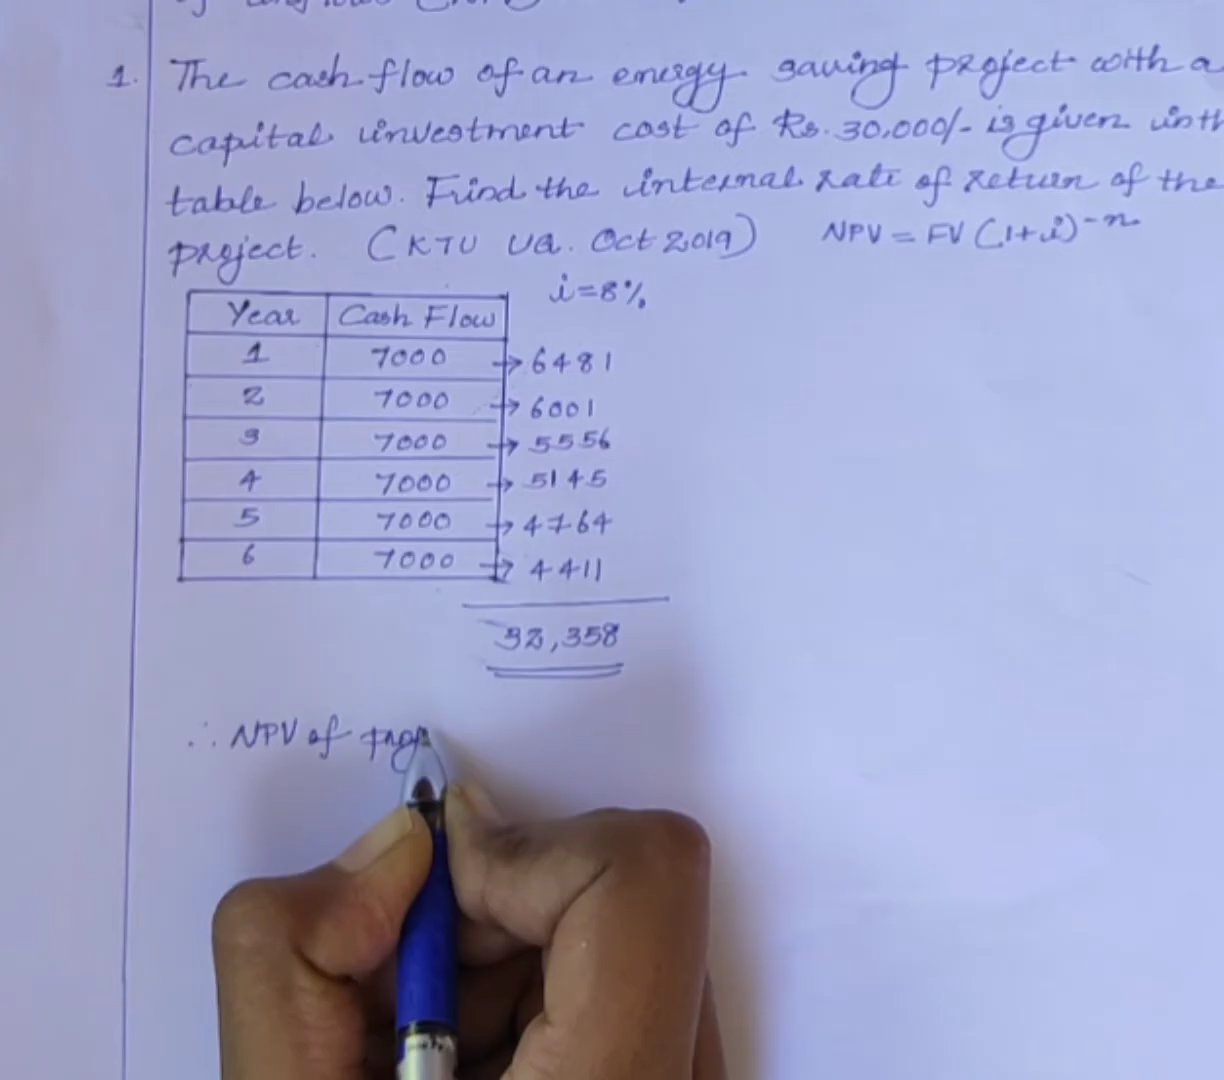 1. The cash flow of an energy saving project with a
capital investment cost of Rs. 30,000/- is given in th
table below. Find the internal rate of return of the
project. (KTU UQ. Oct 2019) NPV = FV (1+i)^-n
i=8%
Year Cash Flow
1 7000 → 6481
2 7000 → 6001
3 7000 → 5556
4 7000 → 5145
5 7000 → 4764
6 7000 → 4411
32,358
∴ NPV of proj